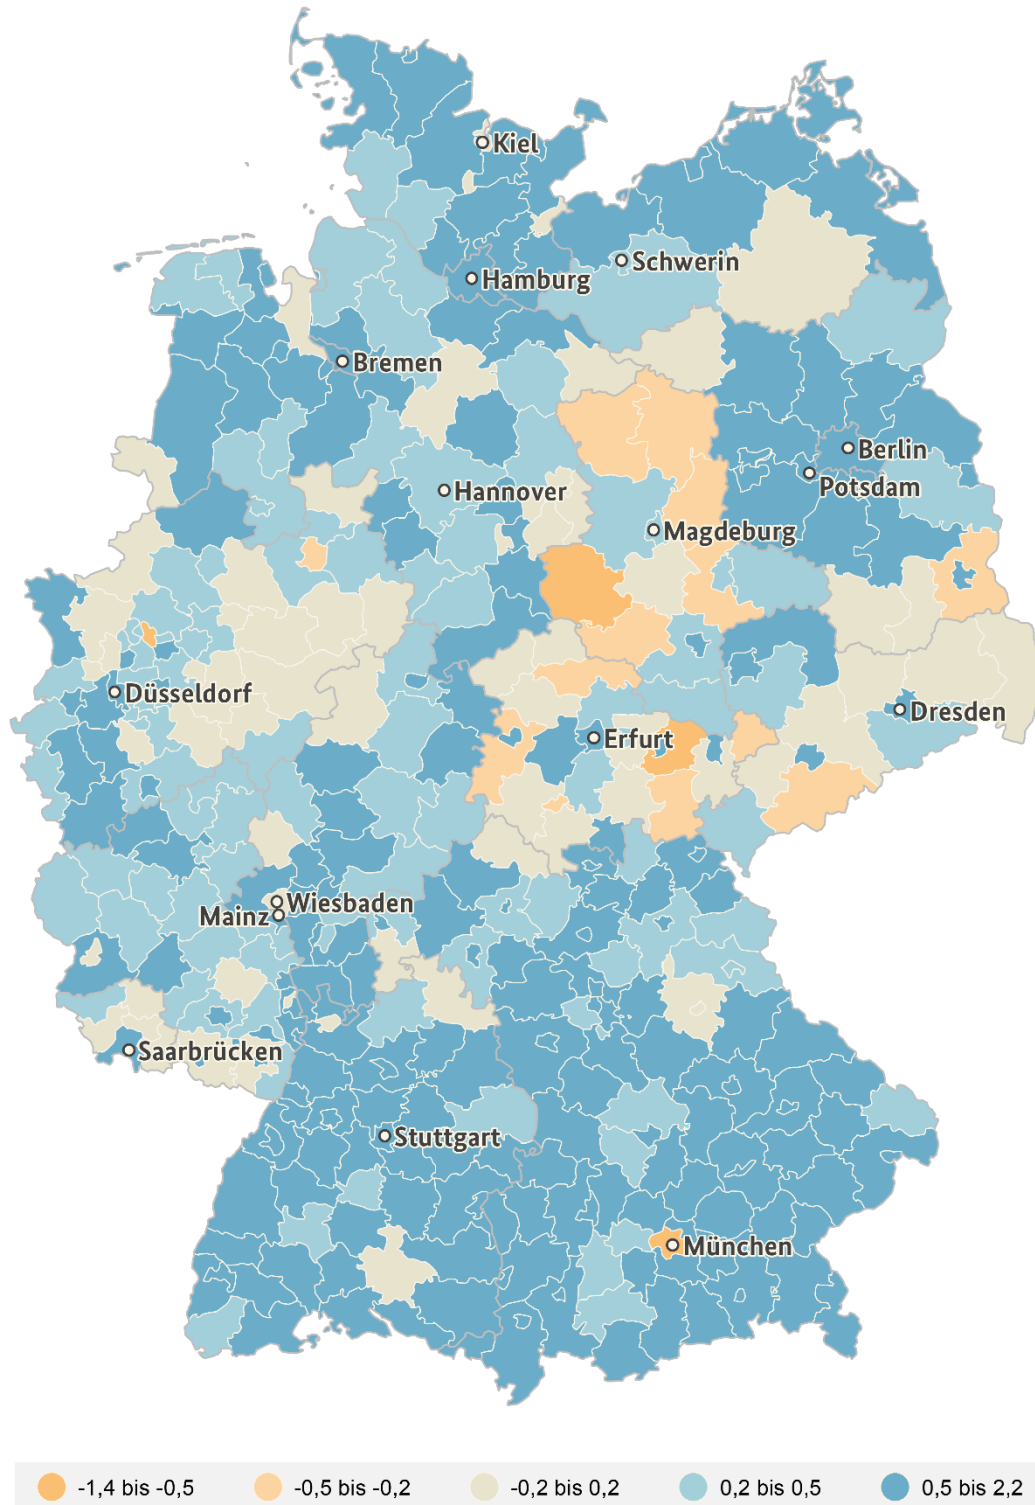 Kiel
Schwerin
Hamburg
Bremen
Berlin
Potsdam
Hannover
Magdeburg
Düsseldorf
Dresden
Erfurt
Wiesbaden
Mainz
Saarbrücken
Stuttgart
München
-1,4 bis -0,5 -0,5 bis -0,2 -0,2 bis 0,2 0,2 bis 0,5 0,5 bis 2,2